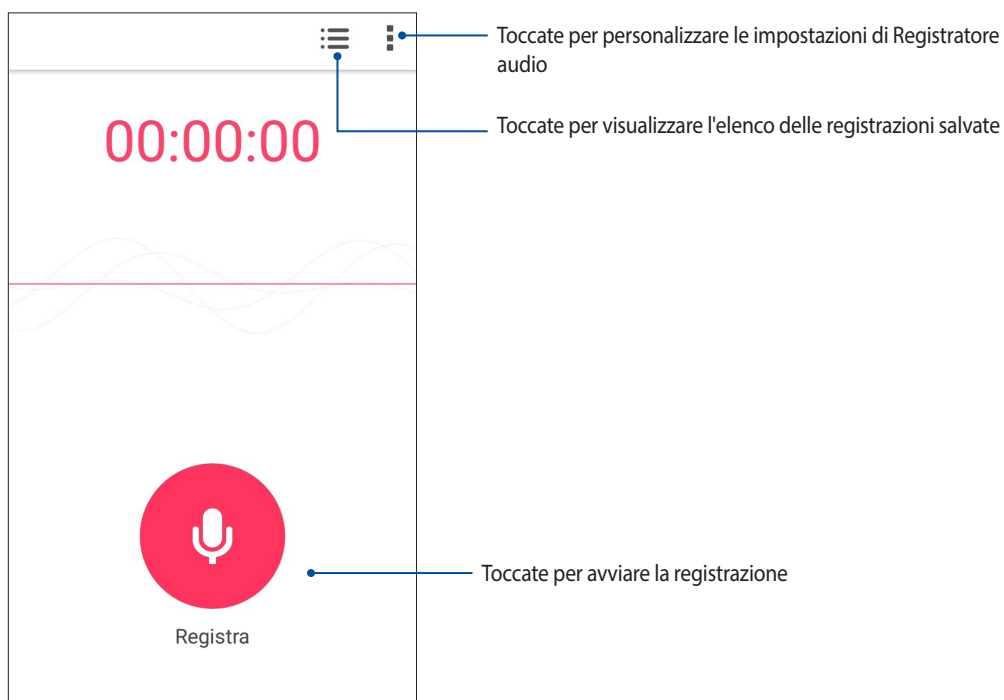 Toccate per personalizzare le impostazioni di Registratore
audio
Toccate per visualizzare l'elenco delle registrazioni salvate
00:00:00
Toccate per avviare la registrazione
Registra